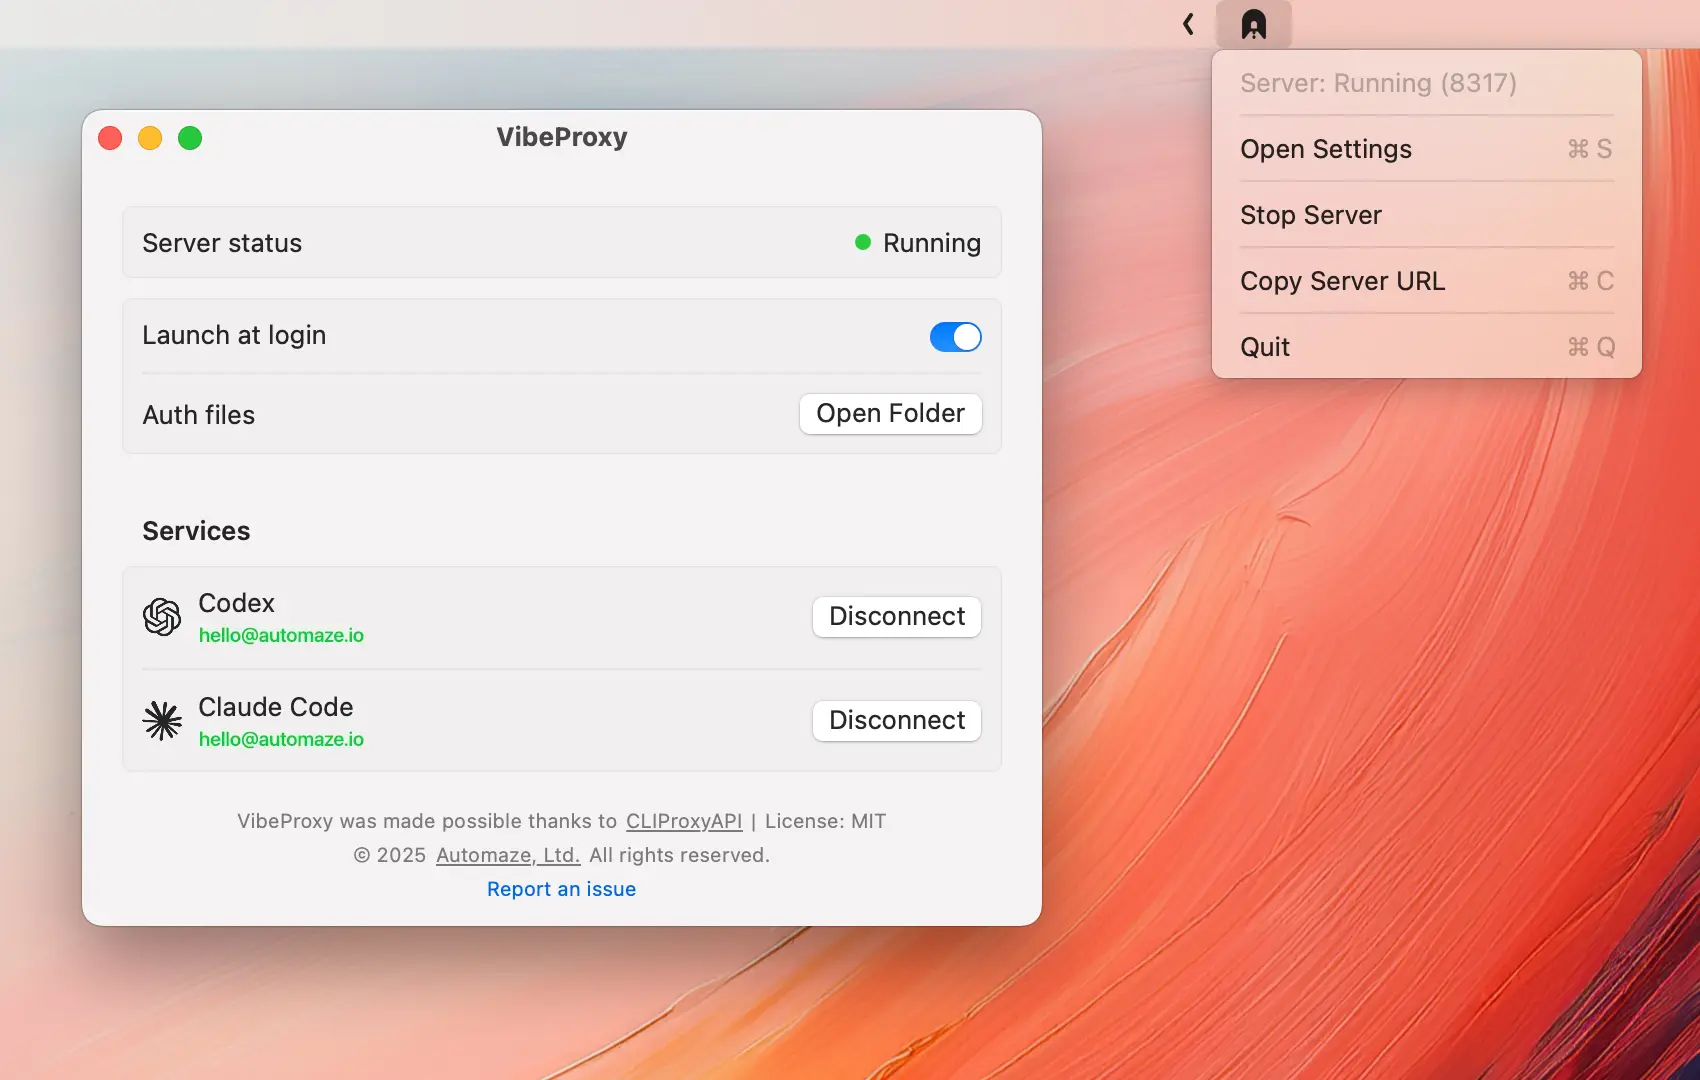 Server: Running (8317)
Open Settings ⌘ S
Stop Server
Copy Server URL ⌘ C
Quit ⌘ Q
VibeProxy
Server status Running
Launch at login
Auth files Open Folder
Services
Codex
hello@automaze.io
Disconnect
Claude Code
hello@automaze.io
Disconnect
VibeProxy was made possible thanks to CLIProxyAPI | License: MIT
© 2025 Automaze, Ltd. All rights reserved.
Report an issue